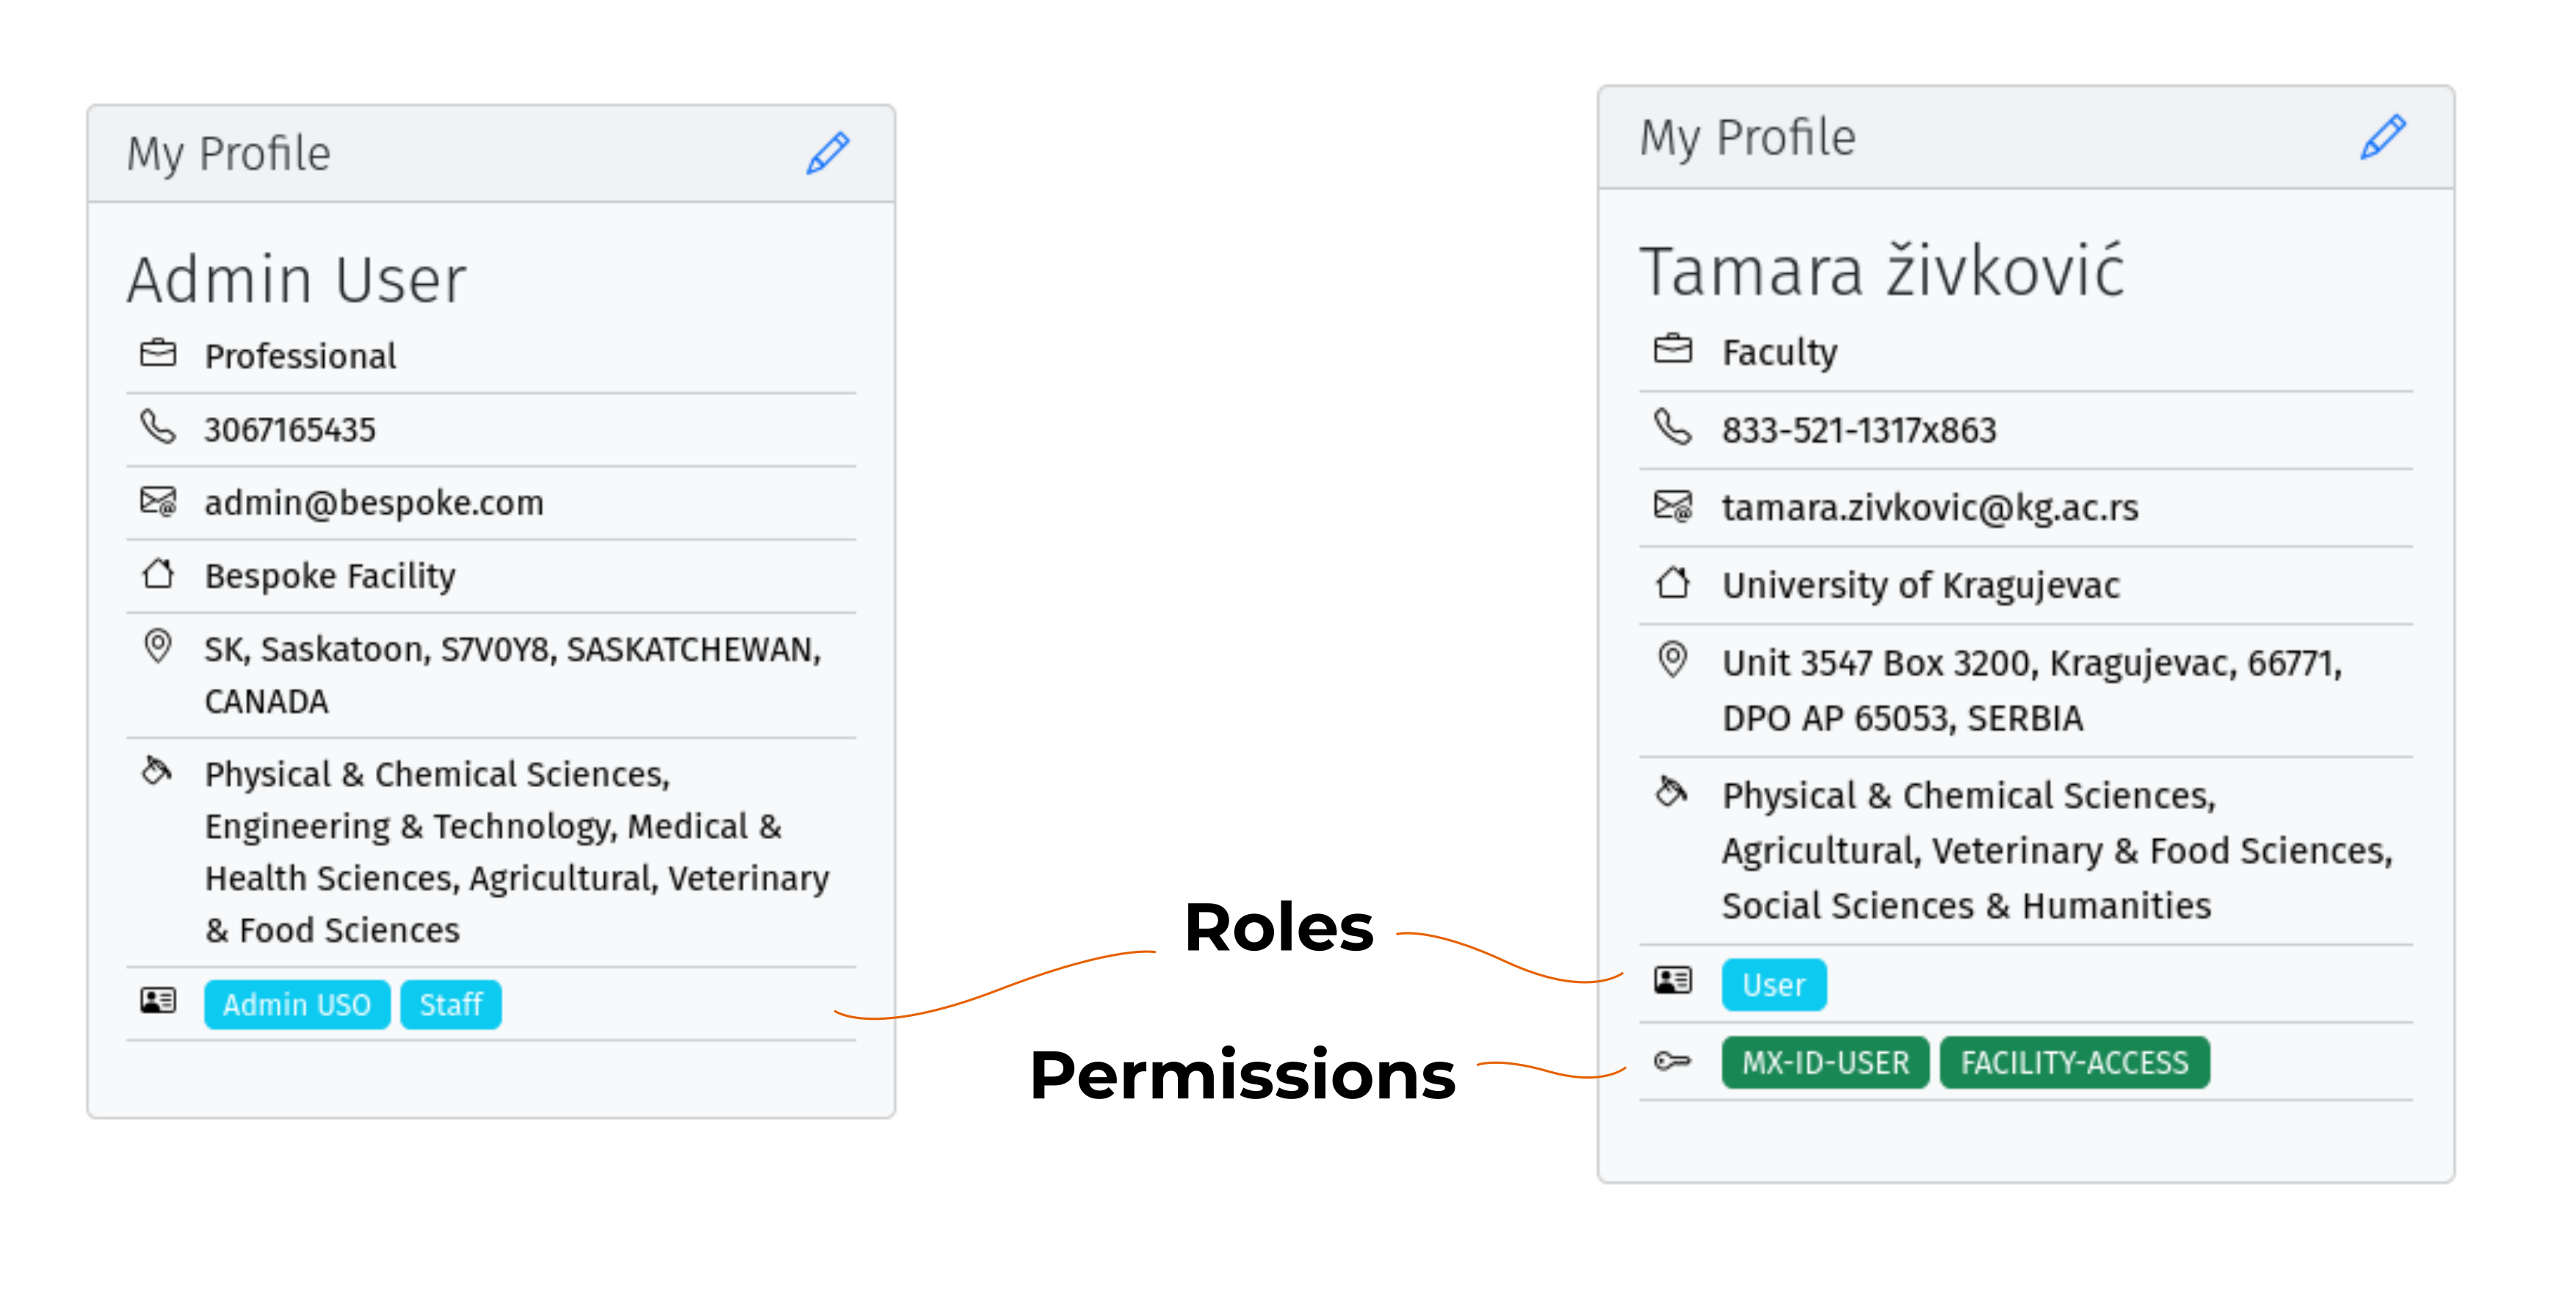 My Profile
Admin User
Professional
3067165435
admin@bespoke.com
Bespoke Facility
SK, Saskatoon, S7V0Y8, SASKATCHEWAN,
CANADA
Physical & Chemical Sciences,
Engineering & Technology, Medical &
Health Sciences, Agricultural, Veterinary
& Food Sciences
Admin USO Staff
Roles
Permissions
My Profile
Tamara živković
Faculty
833-521-1317x863
tamara.zivkovic@kg.ac.rs
University of Kragujevac
Unit 3547 Box 3200, Kragujevac, 66771,
DPO AP 65053, SERBIA
Physical & Chemical Sciences,
Agricultural, Veterinary & Food Sciences,
Social Sciences & Humanities
User
MX-ID-USER FACILITY-ACCESS